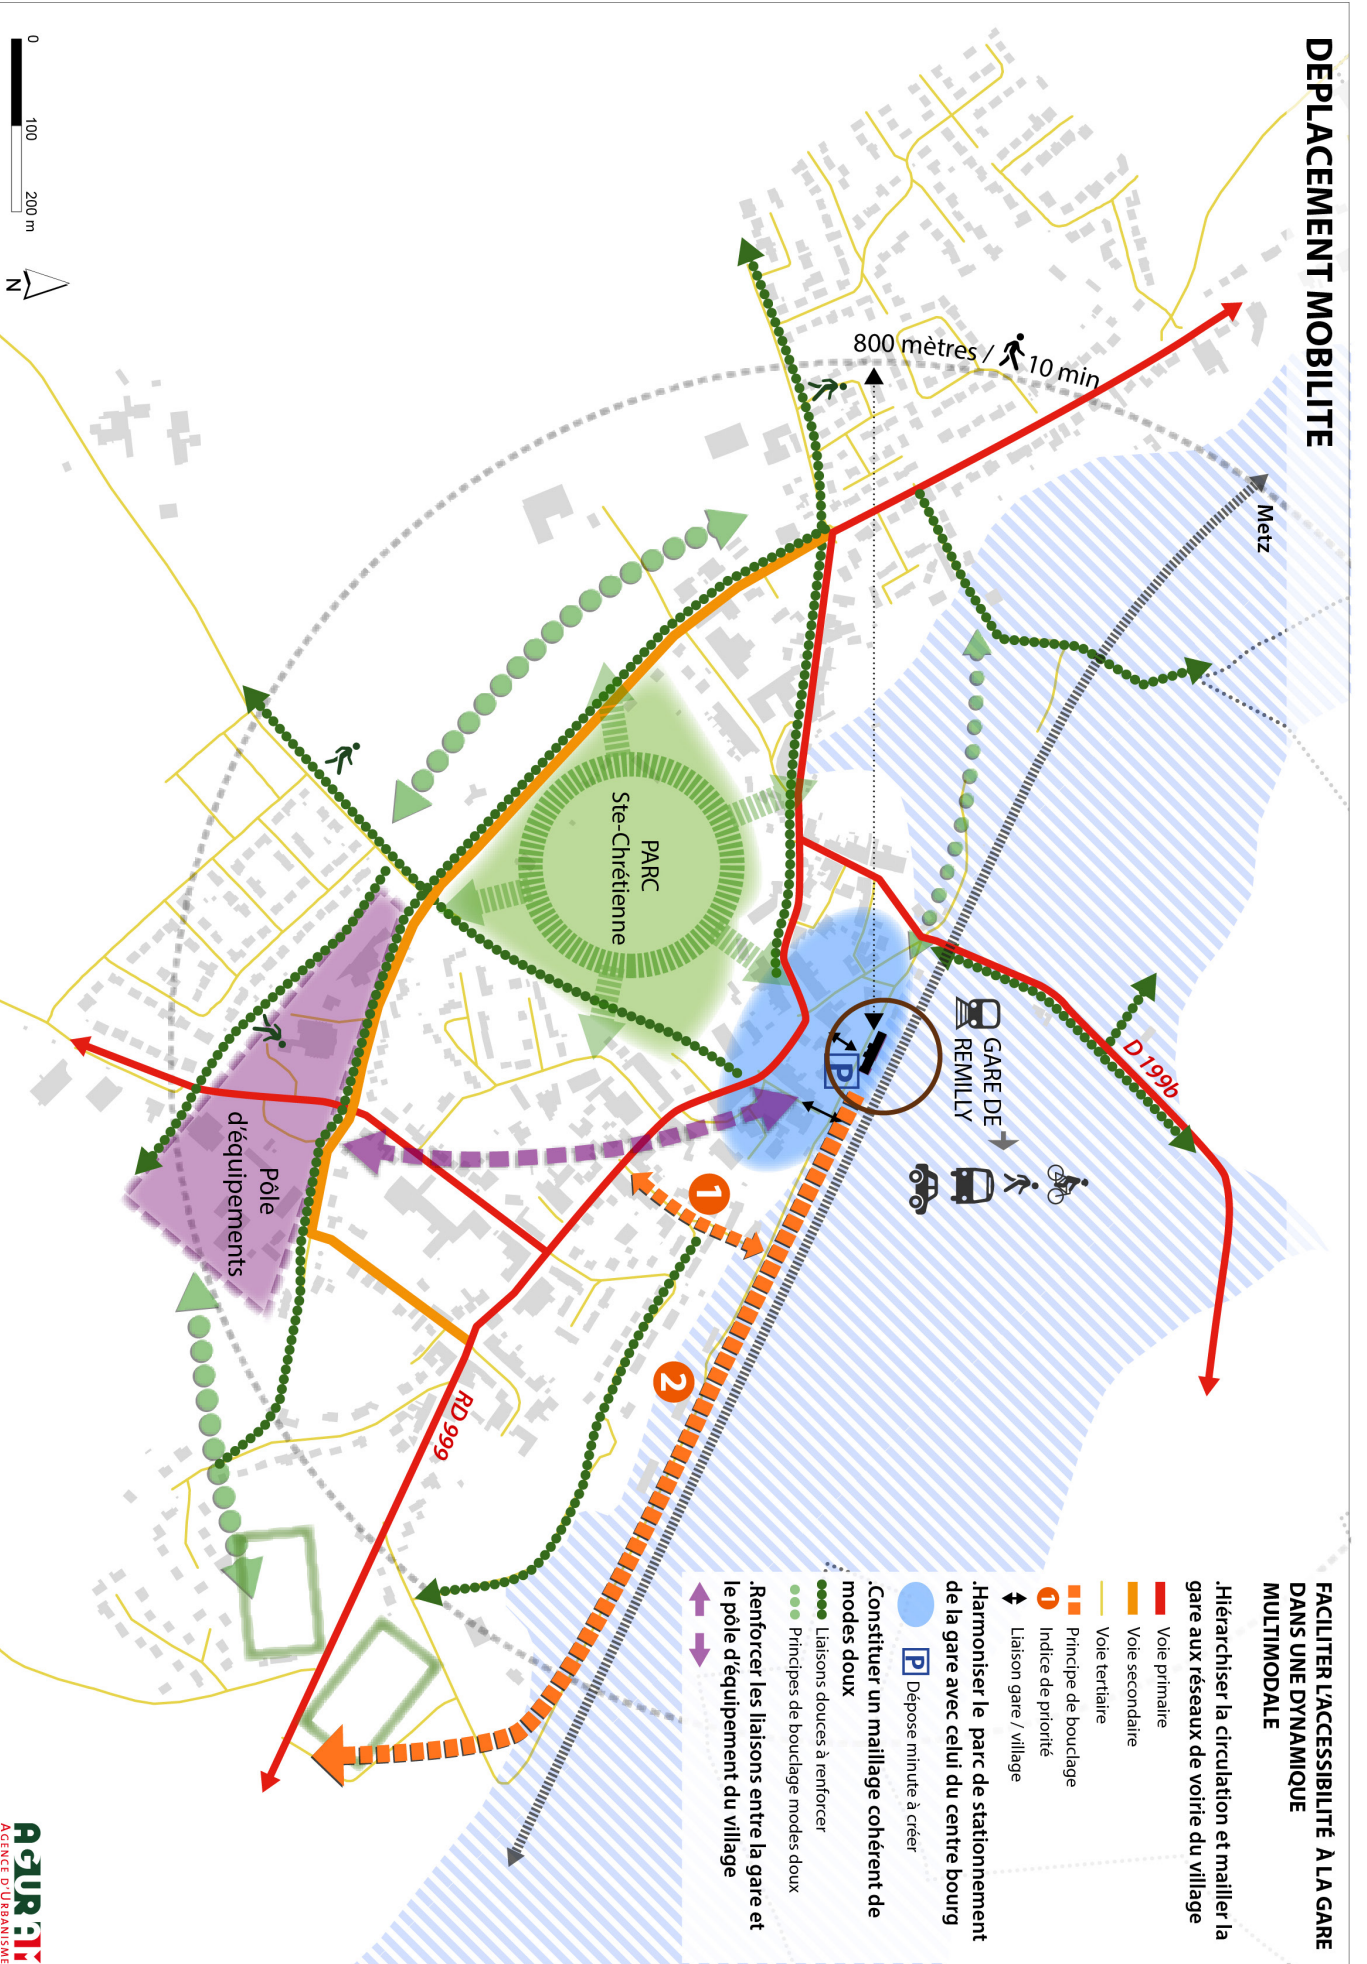 DEPLACEMENT MOBILITE
FACILITER L'ACCESSIBILITÉ À LA GARE
DANS UNE DYNAMIQUE
MULTIMODALE
.Hiérarchiser la circulation et mailler la
gare aux réseaux de voirie du village
Voie primaire
Voie secondaire
Voie tertiaire
Principe de bouclage
1 Indice de priorité
Liaison gare / village
.Harmoniser le parc de stationnement
de la gare avec celui du centre bourg
P Dépose minute à créer
.Constituer un maillage cohérent de
modes doux
Liaisons douces à renforcer
Principes de bouclage modes doux
.Renforcer les liaisons entre la gare et
le pôle d'équipement du village
Metz
800 mètres / 10 min
GARE DE
REMILLY
D 199b
P
PARC
Ste-Chrétienne
1
2
RD 999
Pôle
d'équipements
0 100 200 m
N
AGURAM
AGENCE D'URBANISME